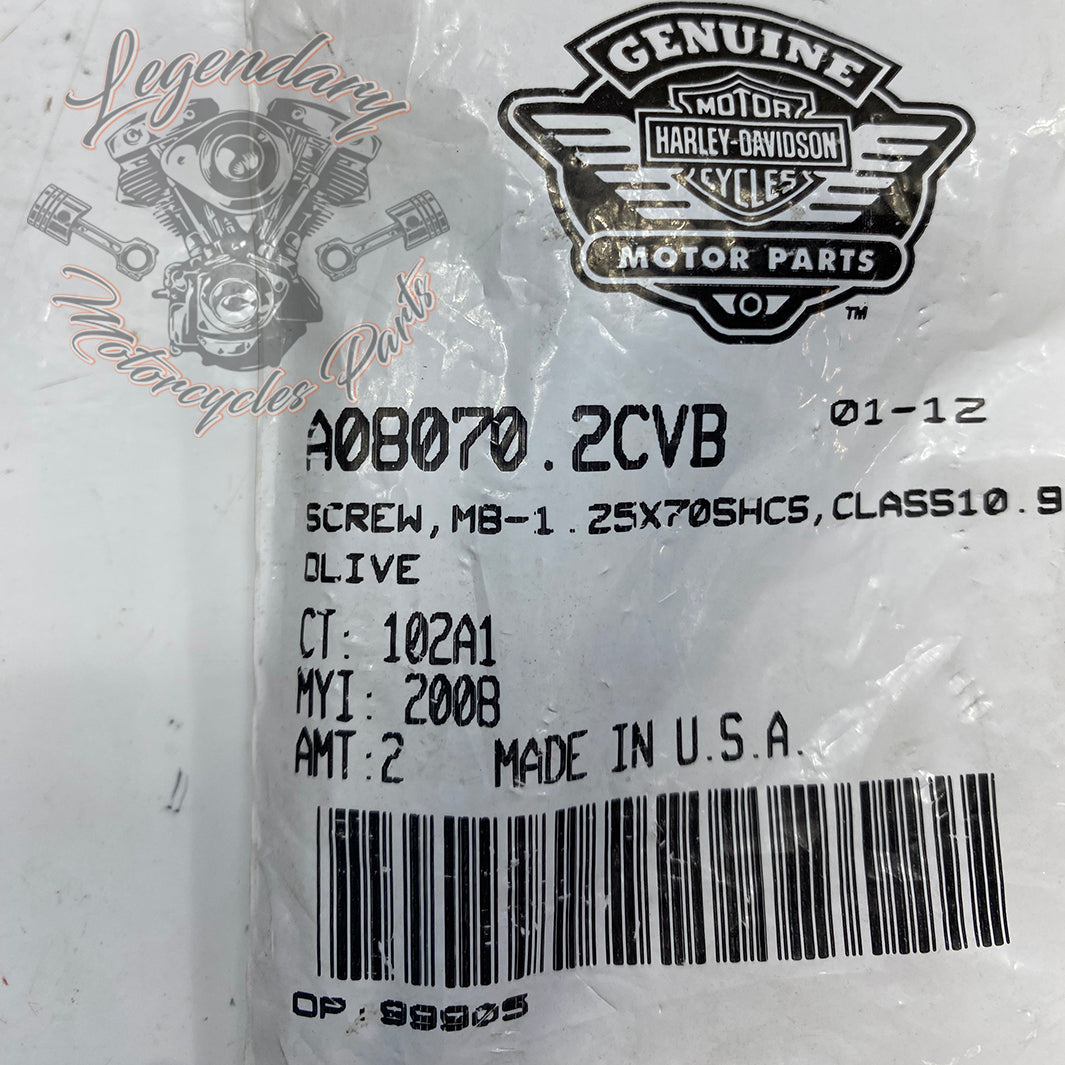 Legendary
Motorcycles Parts
GENUINE
MOTOR
HARLEY-DAVIDSON
CYCLES
MOTOR PARTS
TM
A08070.2CVB
01-12
SCREW,M8-1.25X70SHCS,CLASS10.9
OLIVE
CT: 102A1
MYI: 2008
AMT:2 MADE IN U.S.A.
OP: 99905